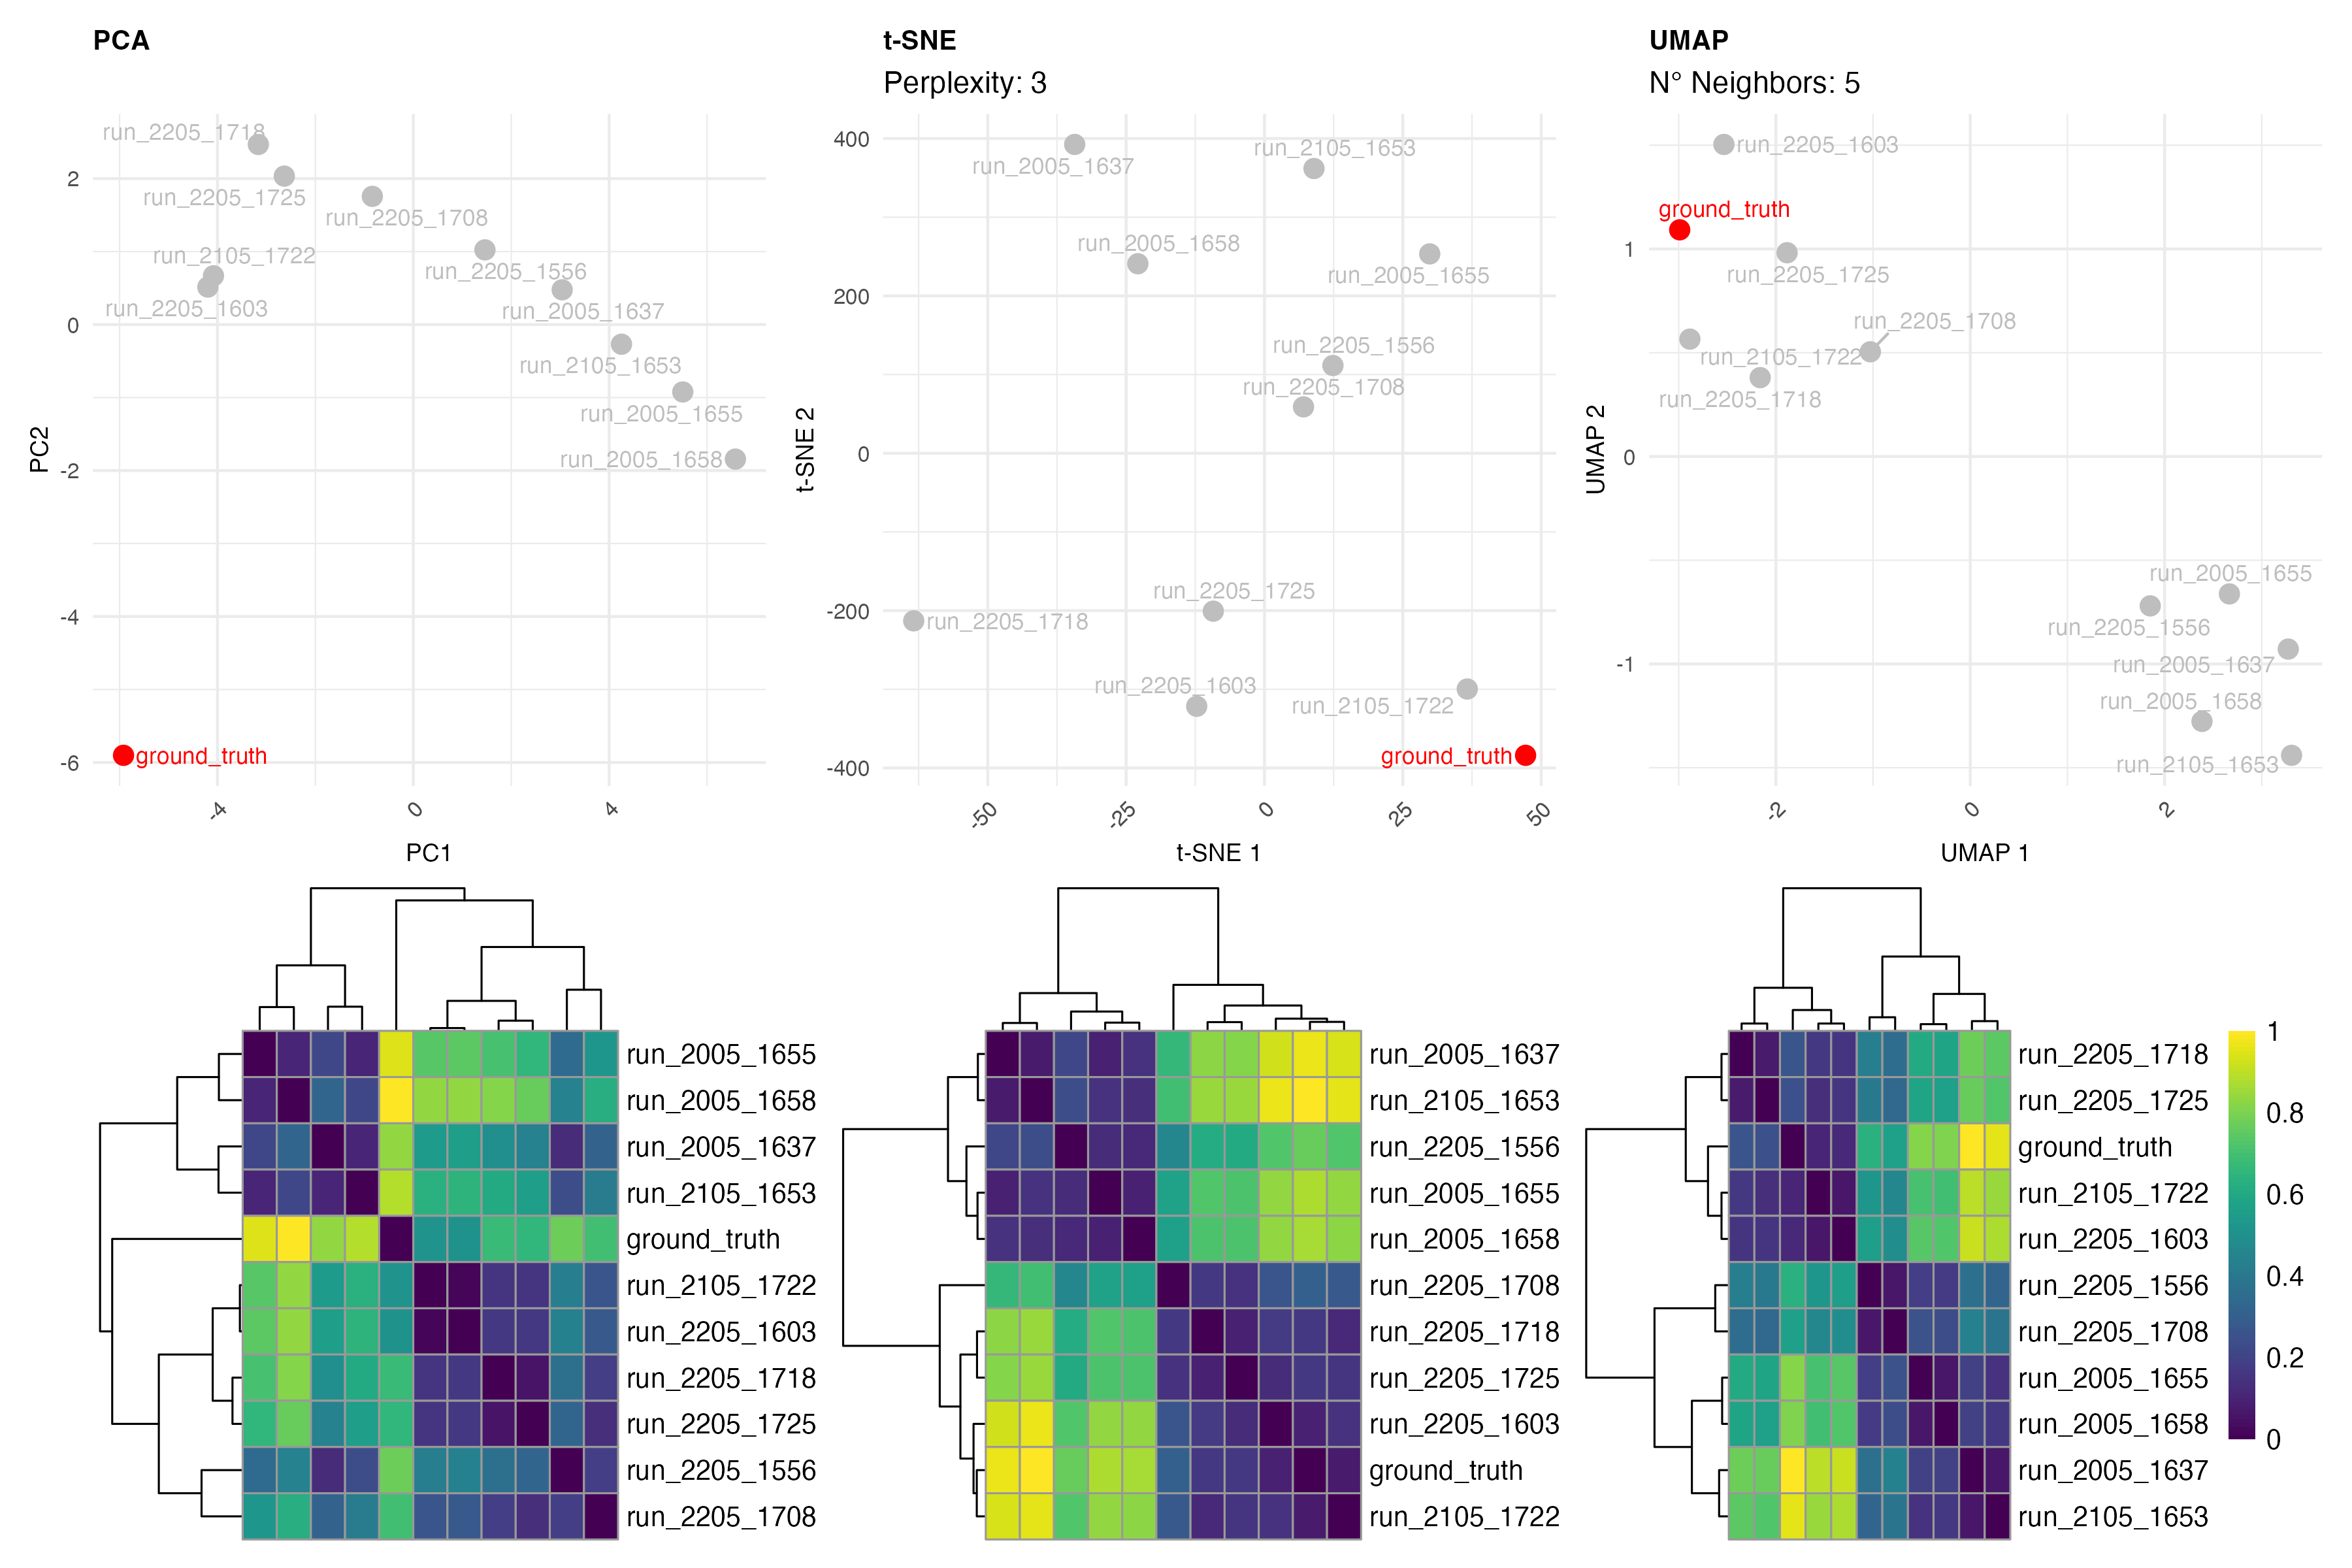 PCA
run_2205_1718
run_2205_1725
run_2205_1708
run_2105_1722
run_2205_1603
run_2205_1556
run_2005_1637
run_2105_1653
run_2005_1655
run_2005_1658
ground_truth
2
0
-2
-4
-6
PC2
-4
0
4
PC1
t-SNE
Perplexity: 3
run_2005_1637
run_2105_1653
run_2005_1658
run_2005_1655
run_2205_1556
run_2205_1708
run_2205_1725
run_2205_1718
run_2205_1603
run_2105_1722
ground_truth
400
200
0
-200
-400
t-SNE 2
-50
-25
0
25
50
t-SNE 1
UMAP
N° Neighbors: 5
run_2205_1603
ground_truth
run_2205_1725
run_2205_1708
run_2105_1722
run_2205_1718
run_2005_1655
run_2205_1556
run_2005_1637
run_2005_1658
run_2105_1653
1
0
-1
UMAP 2
-2
0
2
UMAP 1
run_2005_1655
run_2005_1658
run_2005_1637
run_2105_1653
ground_truth
run_2105_1722
run_2205_1603
run_2205_1718
run_2205_1725
run_2205_1556
run_2205_1708
run_2005_1637
run_2105_1653
run_2205_1556
run_2005_1655
run_2005_1658
run_2205_1708
run_2205_1718
run_2205_1725
run_2205_1603
ground_truth
run_2105_1722
run_2205_1718
run_2205_1725
ground_truth
run_2105_1722
run_2205_1603
run_2205_1556
run_2205_1708
run_2005_1655
run_2005_1658
run_2005_1637
run_2105_1653
1
0.8
0.6
0.4
0.2
0